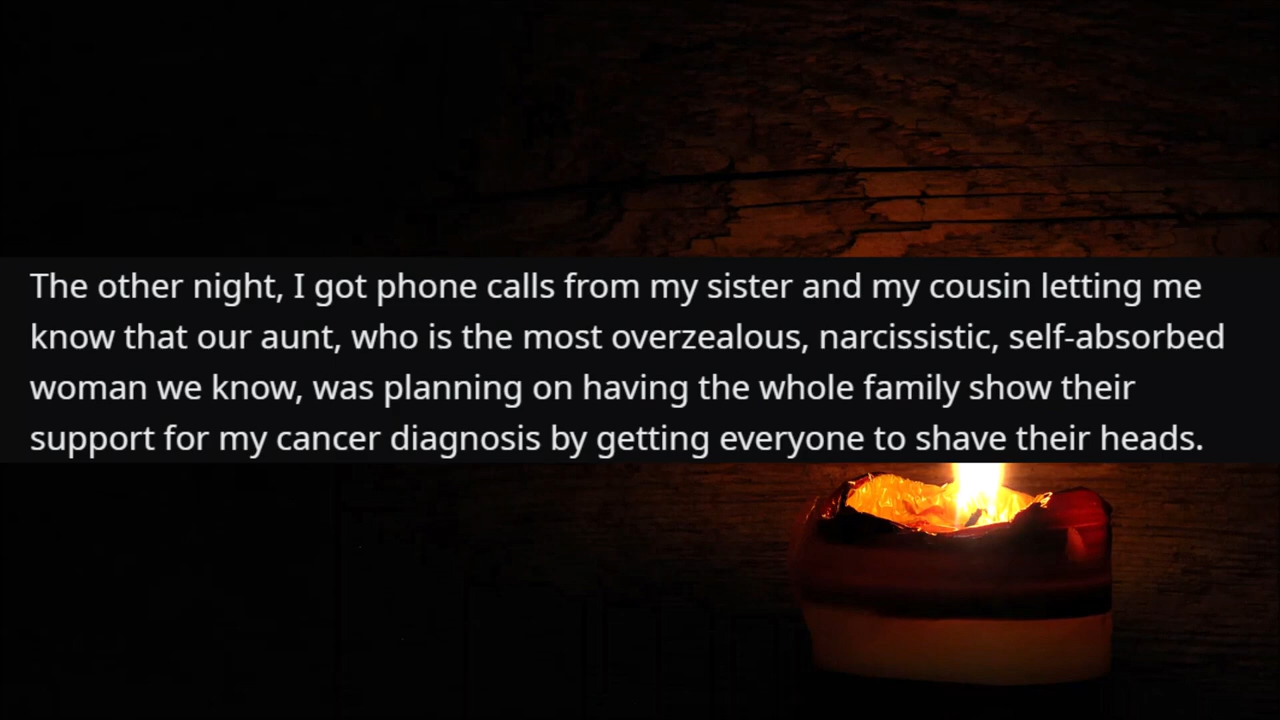 The other night, I got phone calls from my sister and my cousin letting me
know that our aunt, who is the most overzealous, narcissistic, self-absorbed
woman we know, was planning on having the whole family show their
support for my cancer diagnosis by getting everyone to shave their heads.